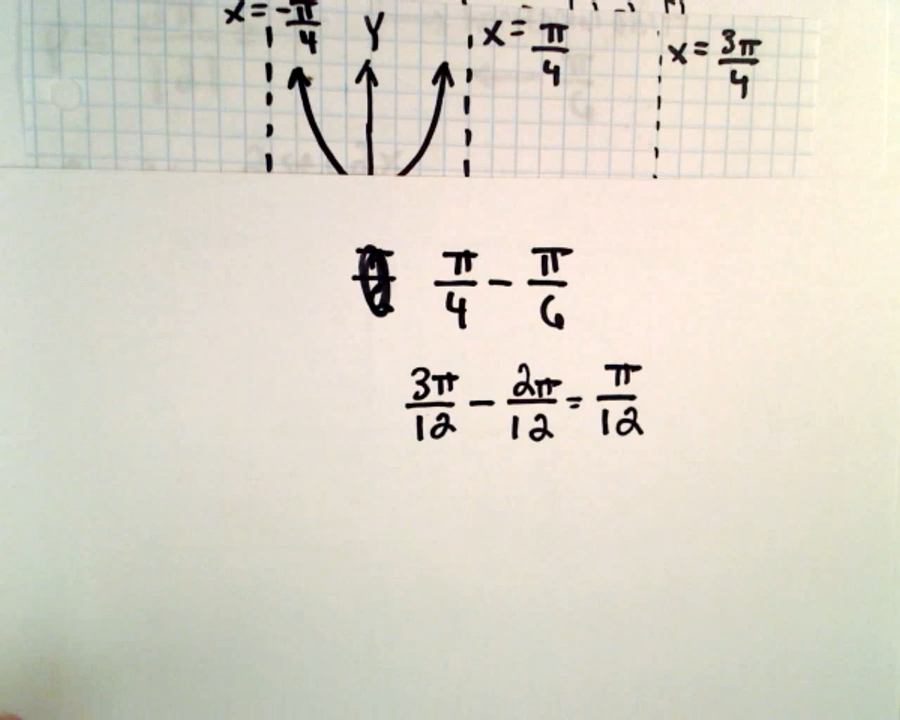 x = -π/4
Y
x = π/4
x = 3π/4
π/4 - π/6
3π/12 - 2π/12 = π/12